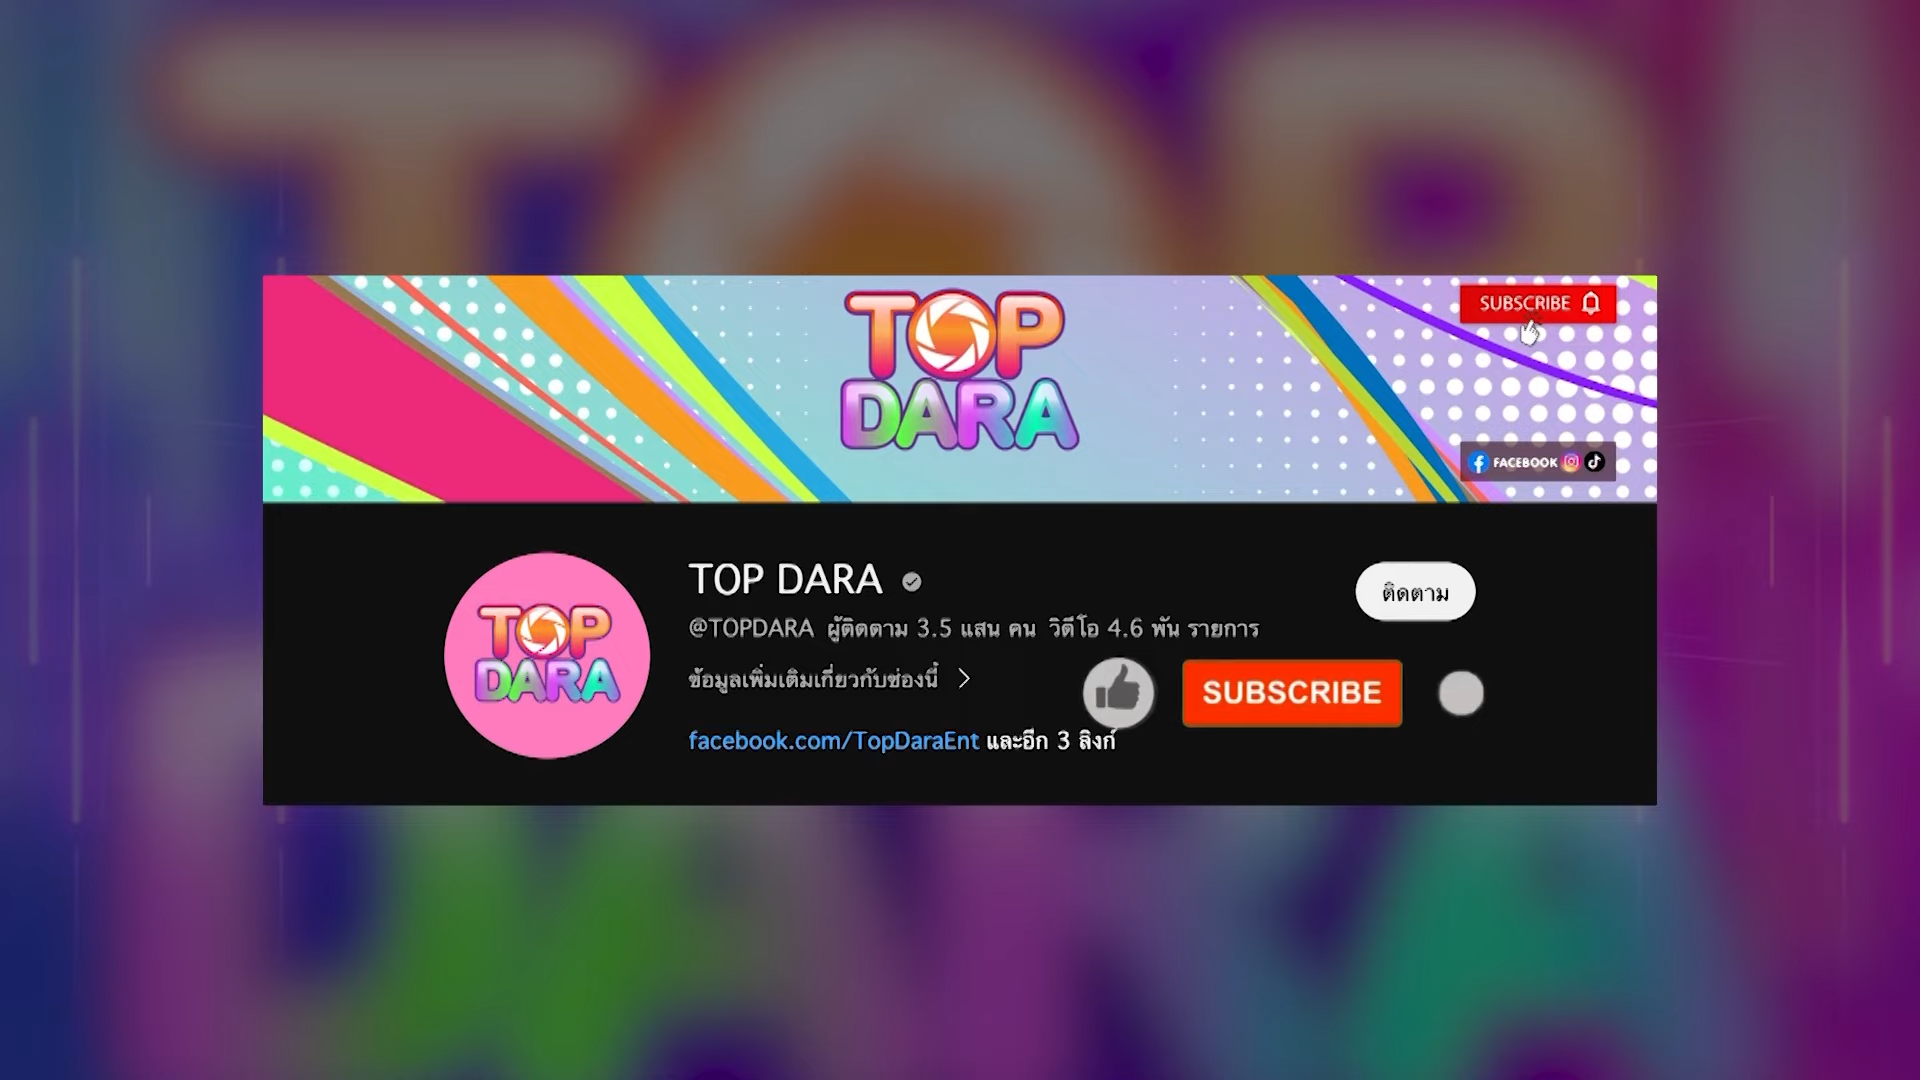 TOP
DARA
SUBSCRIBE
FACEBOOK
TOP
DARA
TOP DARA
ติดตาม
@TOPDARA ผู้ติดตาม 3.5 แสน คน วิดีโอ 4.6 พัน รายการ
ข้อมูลเพิ่มเติมเกี่ยวกับช่องนี้
SUBSCRIBE
facebook.com/TopDaraEnt และอีก 3 ลิงก์